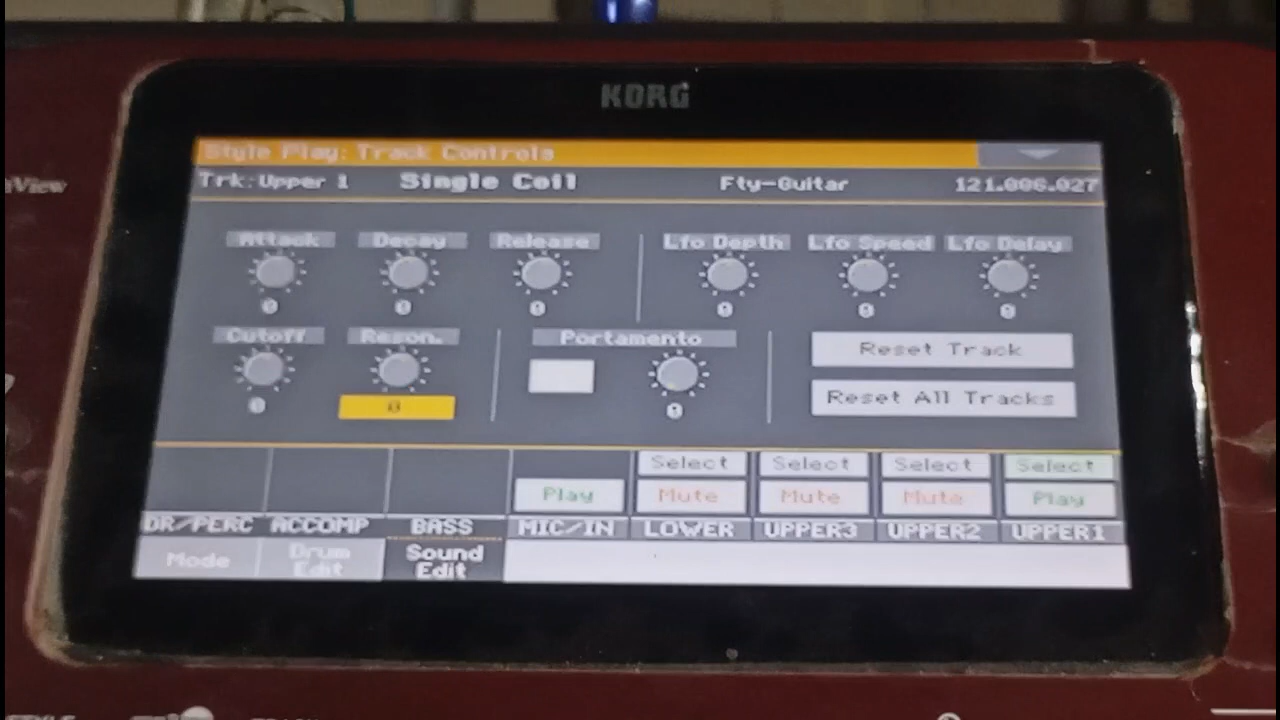 KORG
Style Play: Track Controls
Trk: Upper 1 Single Coil Fty-Guitar 121.006.027
View
Attack Decay Release Lfo Depth Lfo Speed Lfo Delay
0 0 0 0 0 0
Cutoff Reson. Portamento Reset Track
0 0 0 Reset All Tracks
Select Select Select Select
Play Mute Mute Mute Play
DR/PERC ACCOMP BASS MIC/IN LOWER UPPER3 UPPER2 UPPER1
Mode Drum Edit Sound Edit